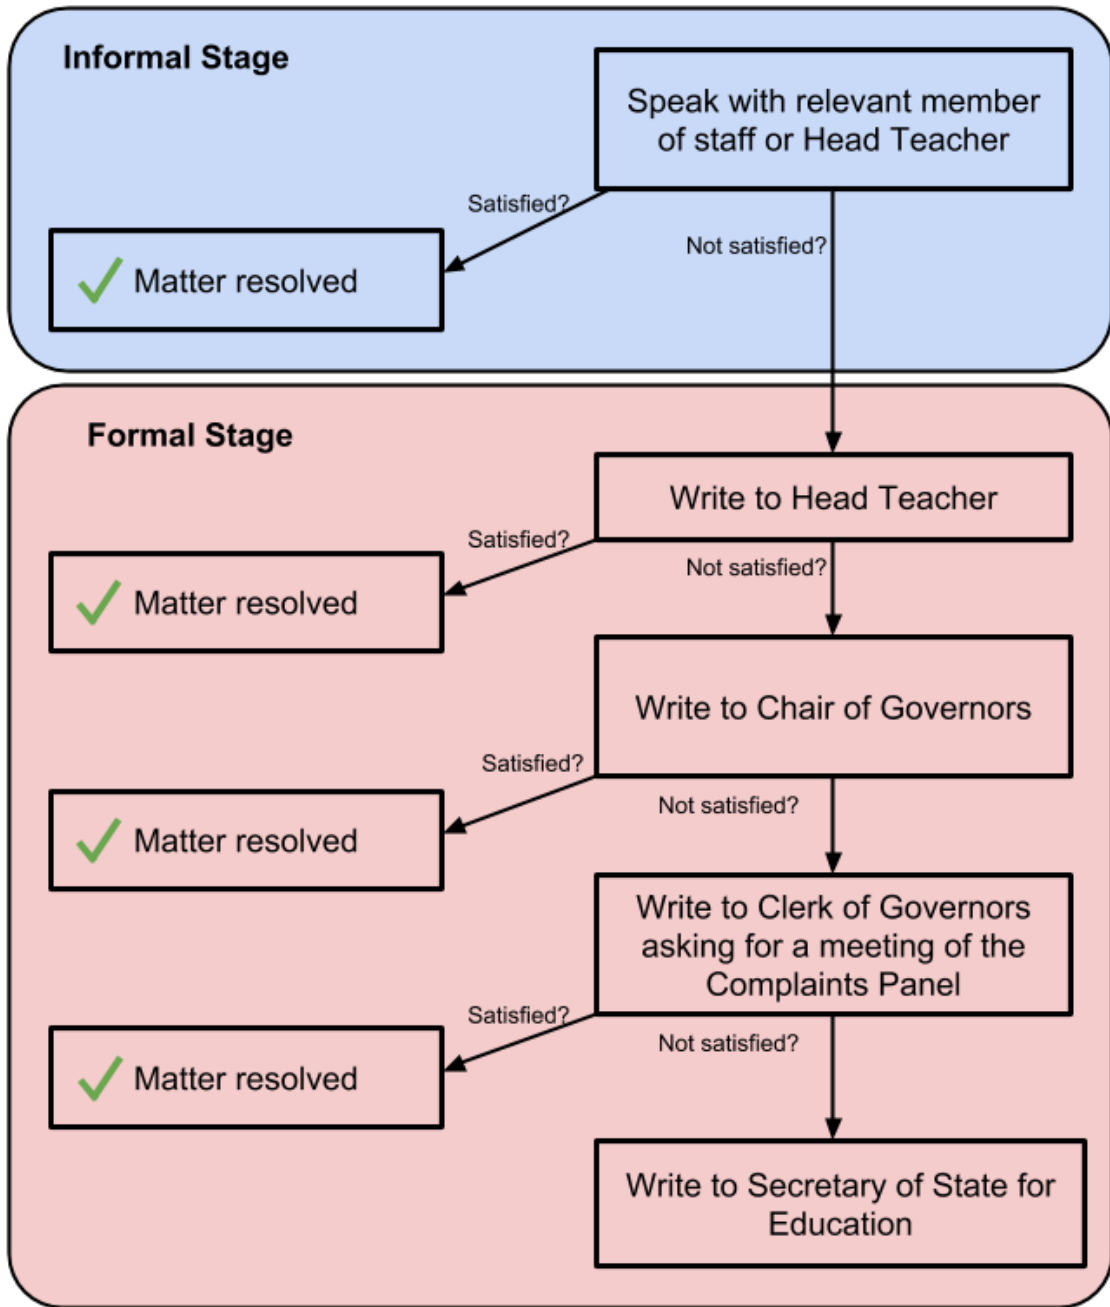 Informal Stage
Speak with relevant member
of staff or Head Teacher
Satisfied?
Not satisfied?
Matter resolved
Formal Stage
Write to Head Teacher
Satisfied?
Not satisfied?
Matter resolved
Write to Chair of Governors
Satisfied?
Not satisfied?
Matter resolved
Write to Clerk of Governors
asking for a meeting of the
Complaints Panel
Satisfied?
Not satisfied?
Matter resolved
Write to Secretary of State for
Education